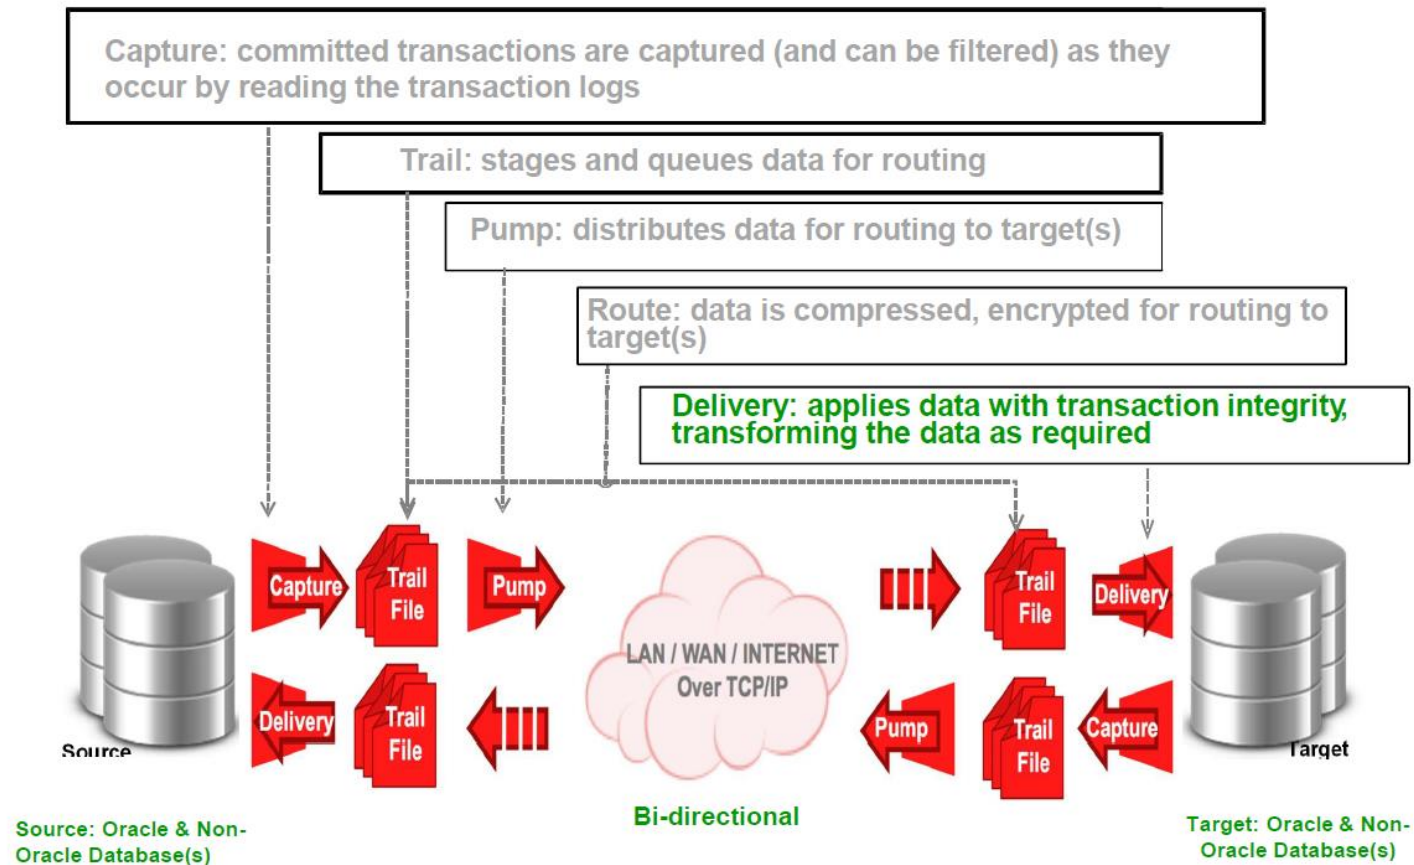 Capture: committed transactions are captured (and can be filtered) as they
occur by reading the transaction logs
Trail: stages and queues data for routing
Pump: distributes data for routing to target(s)
Route: data is compressed, encrypted for routing to
target(s)
Delivery: applies data with transaction integrity,
transforming the data as required
Capture
Trail
File
Pump
LAN / WAN / INTERNET
Over TCP/IP
Trail
File
Delivery
Delivery
Trail
File
Pump
Trail
File
Capture
Source
Target
Bi-directional
Source: Oracle & Non-
Oracle Database(s)
Target: Oracle & Non-
Oracle Database(s)